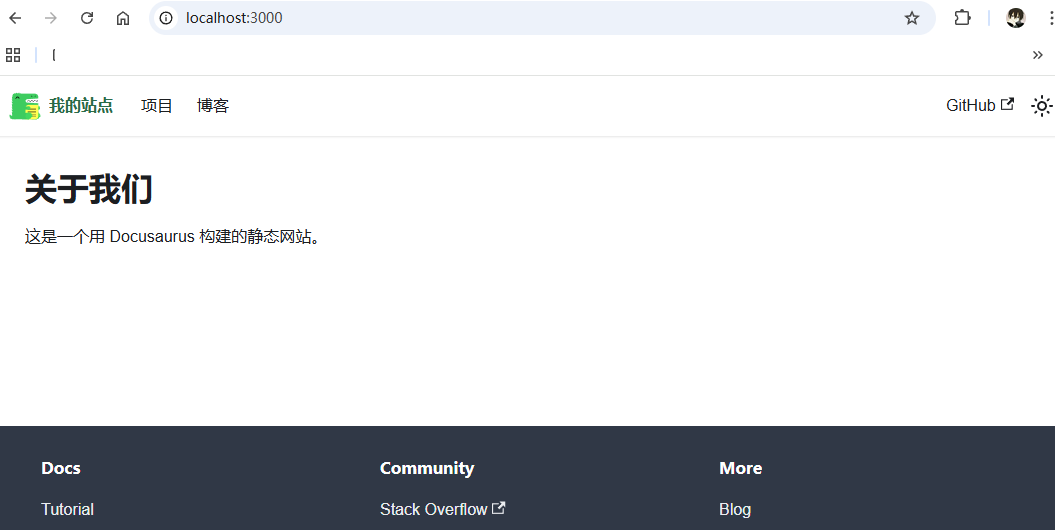 localhost:3000
我的站点 项目 博客 GitHub
关于我们
这是一个用 Docusaurus 构建的静态网站。
Docs Community More
Tutorial Stack Overflow Blog